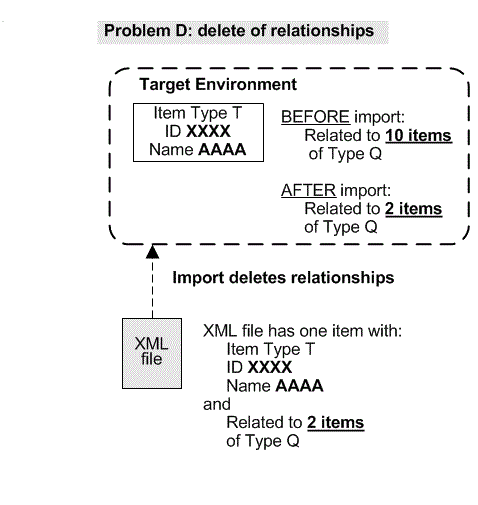 Problem D: delete of relationships
Target Environment
Item Type T
ID XXXX
Name AAAA
BEFORE import:
Related to 10 items
of Type Q
AFTER import:
Related to 2 items
of Type Q
Import deletes relationships
XML
file
XML file has one item with:
Item Type T
ID XXXX
Name AAAA
and
Related to 2 items
of Type Q